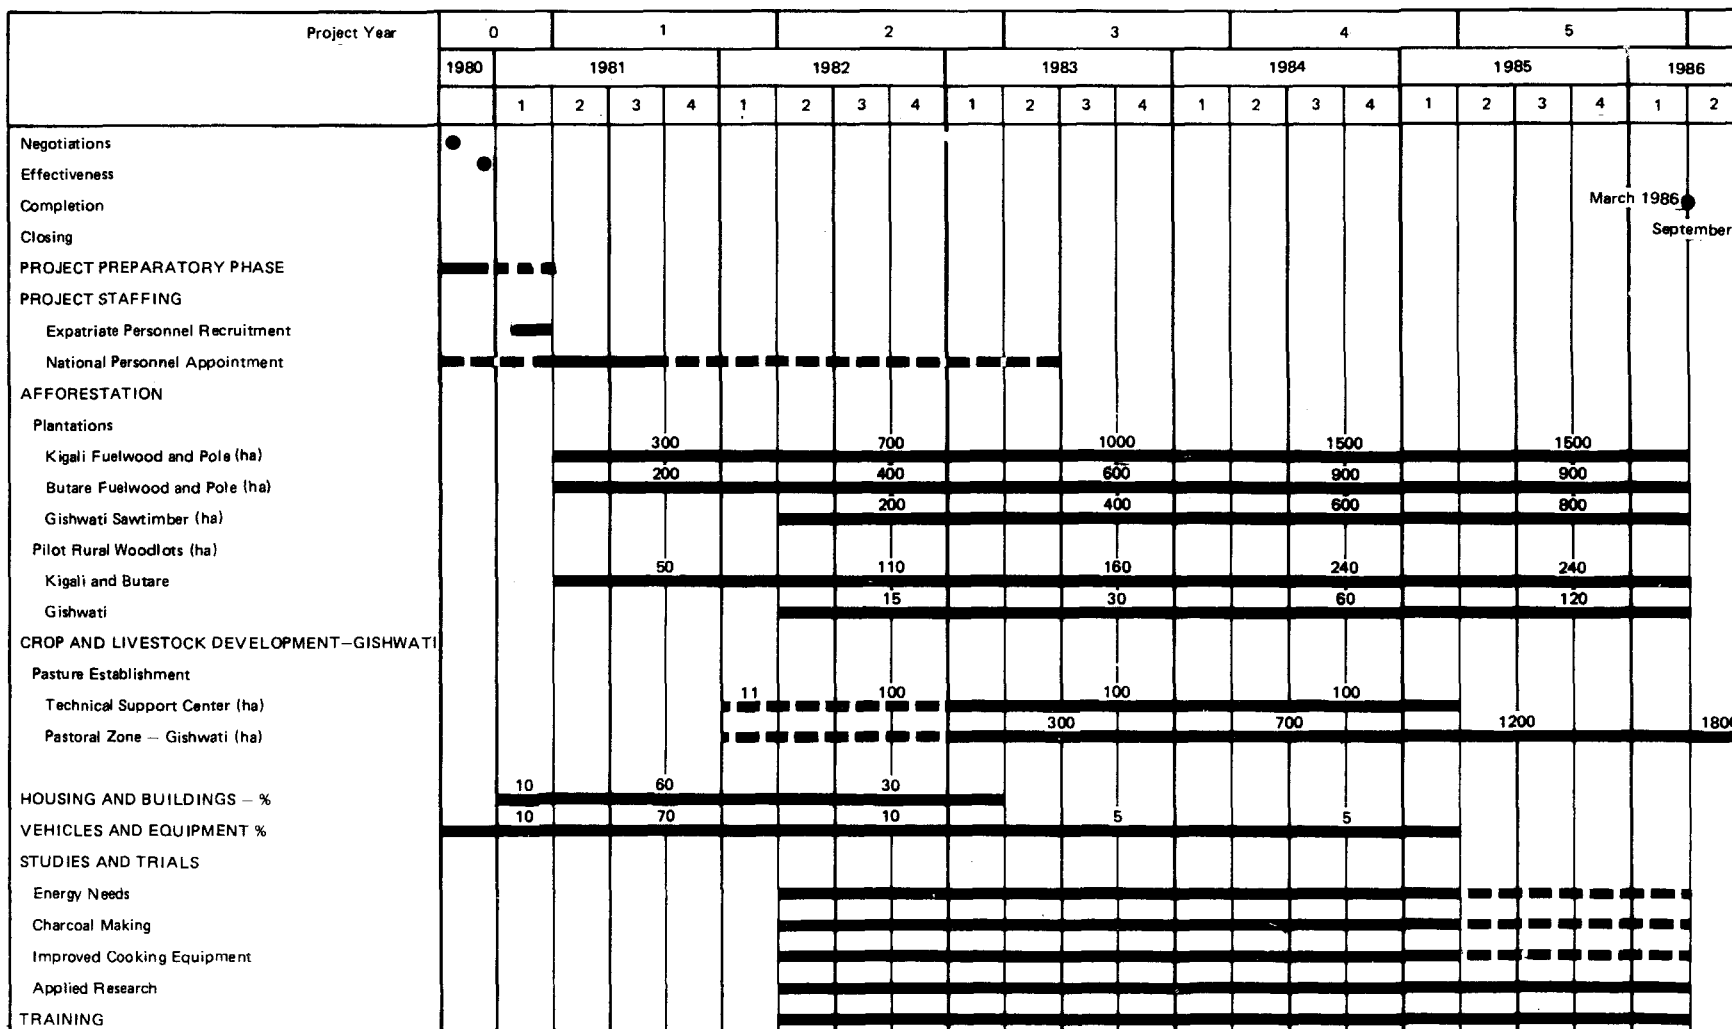 Project Year 0 1 2 3 4 5
1980 1981 1982 1983 1984 1985 1986
1 2 3 4 1 2 3 4 1 2 3 4 1 2 3 4 1 2 3 4 1 2
Negotiations
Effectiveness
Completion March 1986
Closing September
PROJECT PREPARATORY PHASE
PROJECT STAFFING
Expatriate Personnel Recruitment
National Personnel Appointment
AFFORESTATION
Plantations
300 700 1000 1500 1500
Kigali Fuelwood and Pole (ha)
200 400 600 900 900
Butare Fuelwood and Pole (ha)
200 400 600 800
Gishwati Sawtimber (ha)
Pilot Rural Woodlots (ha)
50 110 160 240 240
Kigali and Butare
15 30 60 120
Gishwati
CROP AND LIVESTOCK DEVELOPMENT—GISHWATI
Pasture Establishment
11 100 100 100
Technical Support Center (ha)
300 700 1200 1800
Pastoral Zone — Gishwati (ha)
10 60 30
HOUSING AND BUILDINGS — %
10 70 10 5 5
VEHICLES AND EQUIPMENT %
STUDIES AND TRIALS
Energy Needs
Charcoal Making
Improved Cooking Equipment
Applied Research
TRAINING